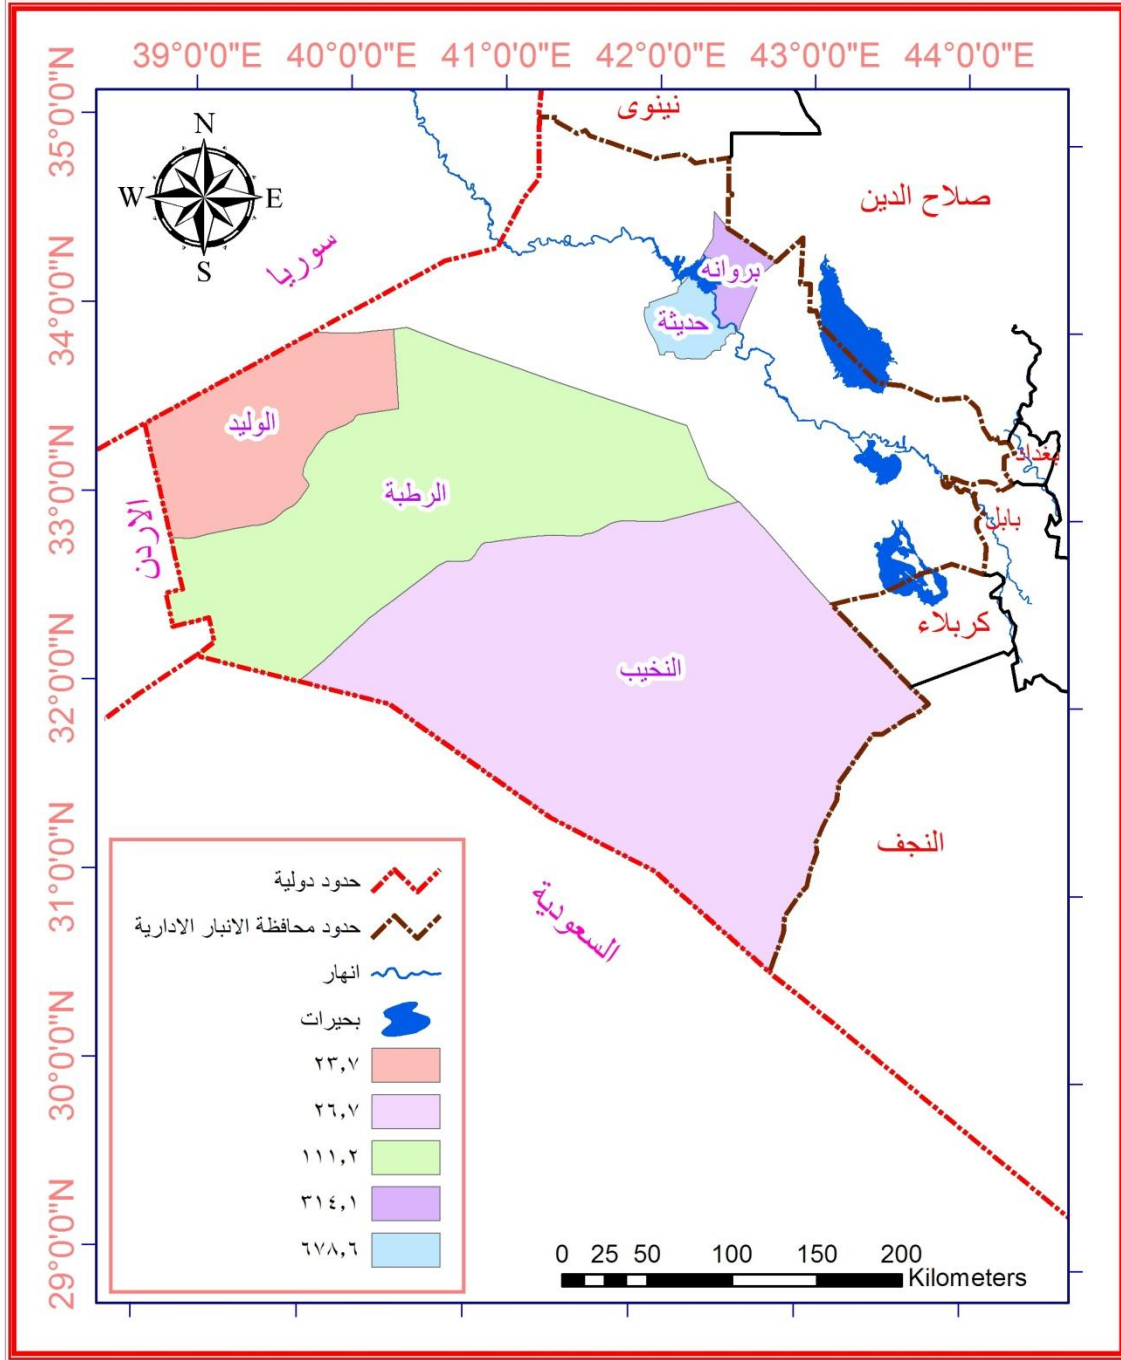 39°0'0"E 40°0'0"E 41°0'0"E 42°0'0"E 43°0'0"E 44°0'0"E
35°0'0"N
34°0'0"N
33°0'0"N
32°0'0"N
31°0'0"N
30°0'0"N
29°0'0"N
N
W E
S
نينوى
صلاح الدين
سوريا
بروانه
حديثة
الوليد
الرطبة
بغداد
بابل
الاردن
كربلاء
النخيب
النجف
السعودية
حدود دولية
حدود محافظة الانبار الادارية
انهار
بحيرات
٢٣,٧
٢٦,٧
١١١,٢
٣١٤,١
٦٧٨,٦
0 25 50 100 150 200
Kilometers